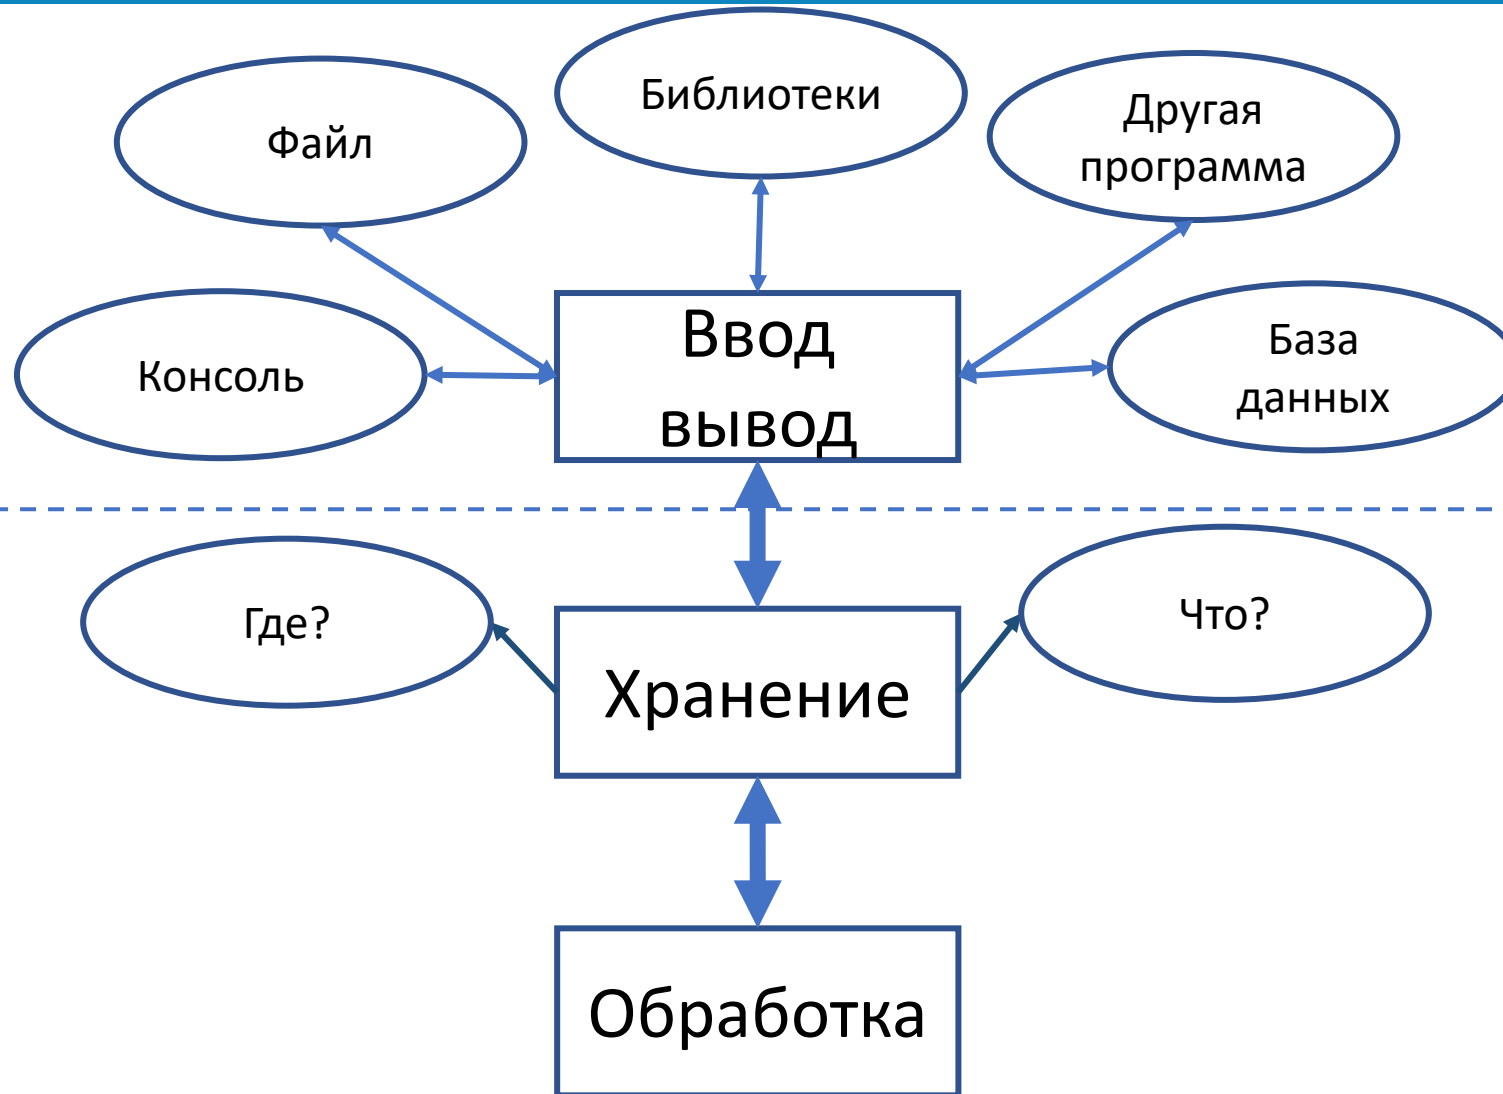 Библиотеки
Файл
Другая
программа
Консоль
Ввод
вывод
База
данных
Где?
Что?
Хранение
Обработка